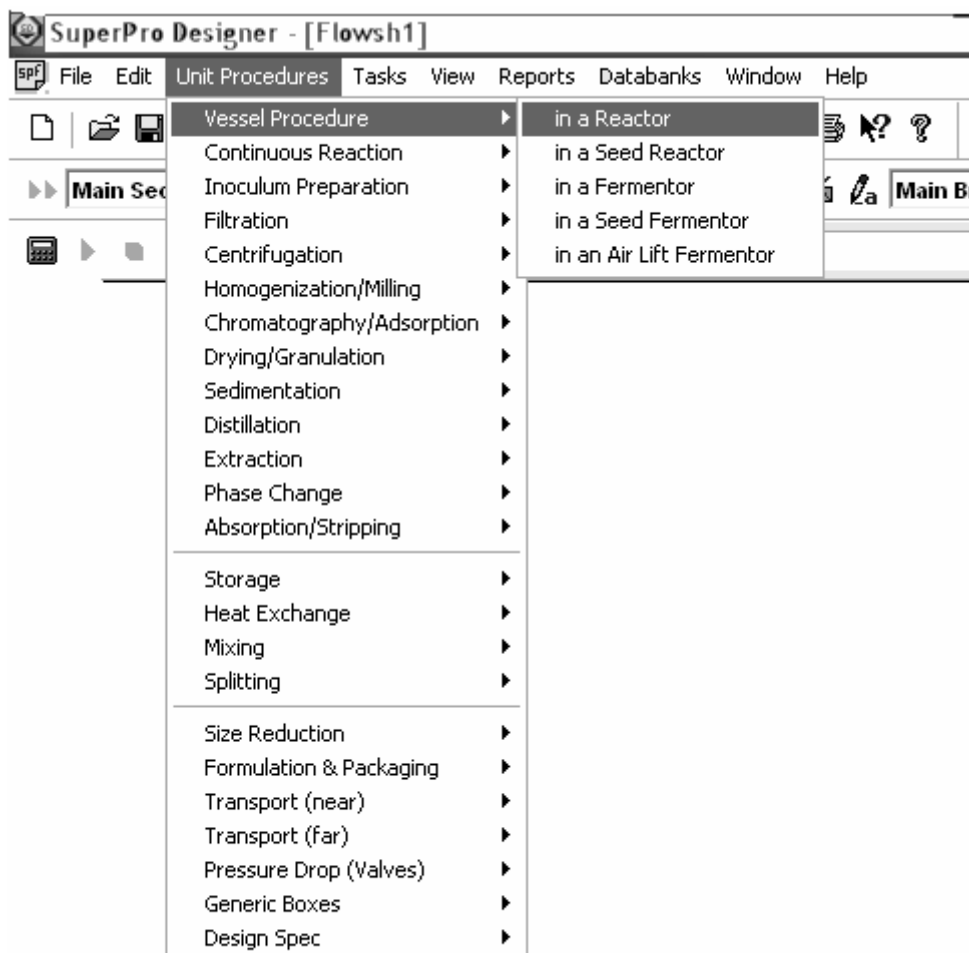 SuperPro Designer - [Flowsh1]
spf File Edit Unit Procedures Tasks View Reports Databanks Window Help
Vessel Procedure
in a Reactor
Continuous Reaction
in a Seed Reactor
Main Sec
Inoculum Preparation
in a Fermentor
a Main B
Filtration
in a Seed Fermentor
Centrifugation
in an Air Lift Fermentor
Homogenization/Milling
Chromatography/Adsorption
Drying/Granulation
Sedimentation
Distillation
Extraction
Phase Change
Absorption/Stripping
Storage
Heat Exchange
Mixing
Splitting
Size Reduction
Formulation & Packaging
Transport (near)
Transport (far)
Pressure Drop (Valves)
Generic Boxes
Design Spec